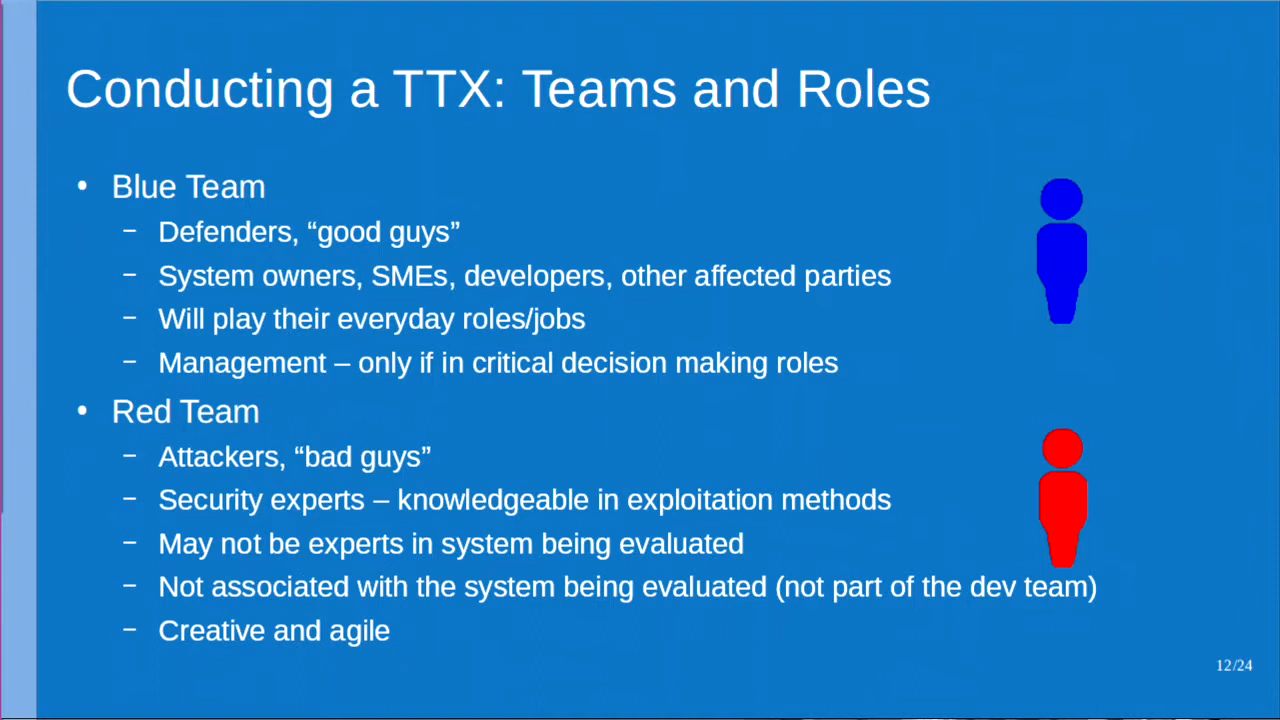 Conducting a TTX: Teams and Roles
• Blue Team
– Defenders, “good guys”
– System owners, SMEs, developers, other affected parties
– Will play their everyday roles/jobs
– Management – only if in critical decision making roles
• Red Team
– Attackers, “bad guys”
– Security experts – knowledgeable in exploitation methods
– May not be experts in system being evaluated
– Not associated with the system being evaluated (not part of the dev team)
– Creative and agile
12/24